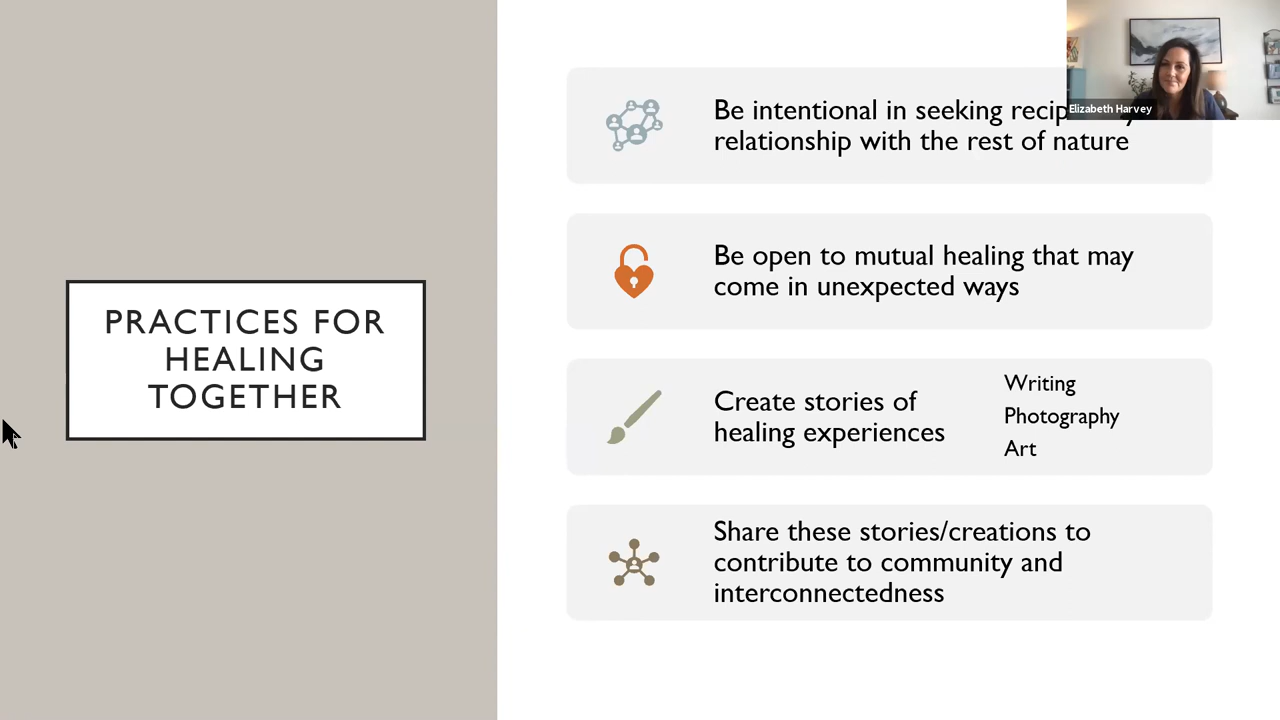 PRACTICES FOR
HEALING
TOGETHER
Be intentional in seeking
relationship with the rest of nature
Be open to mutual healing that may
come in unexpected ways
Create stories of
healing experiences
Writing
Photography
Art
Share these stories/creations to
contribute to community and
interconnectedness
Elizabeth Harvey